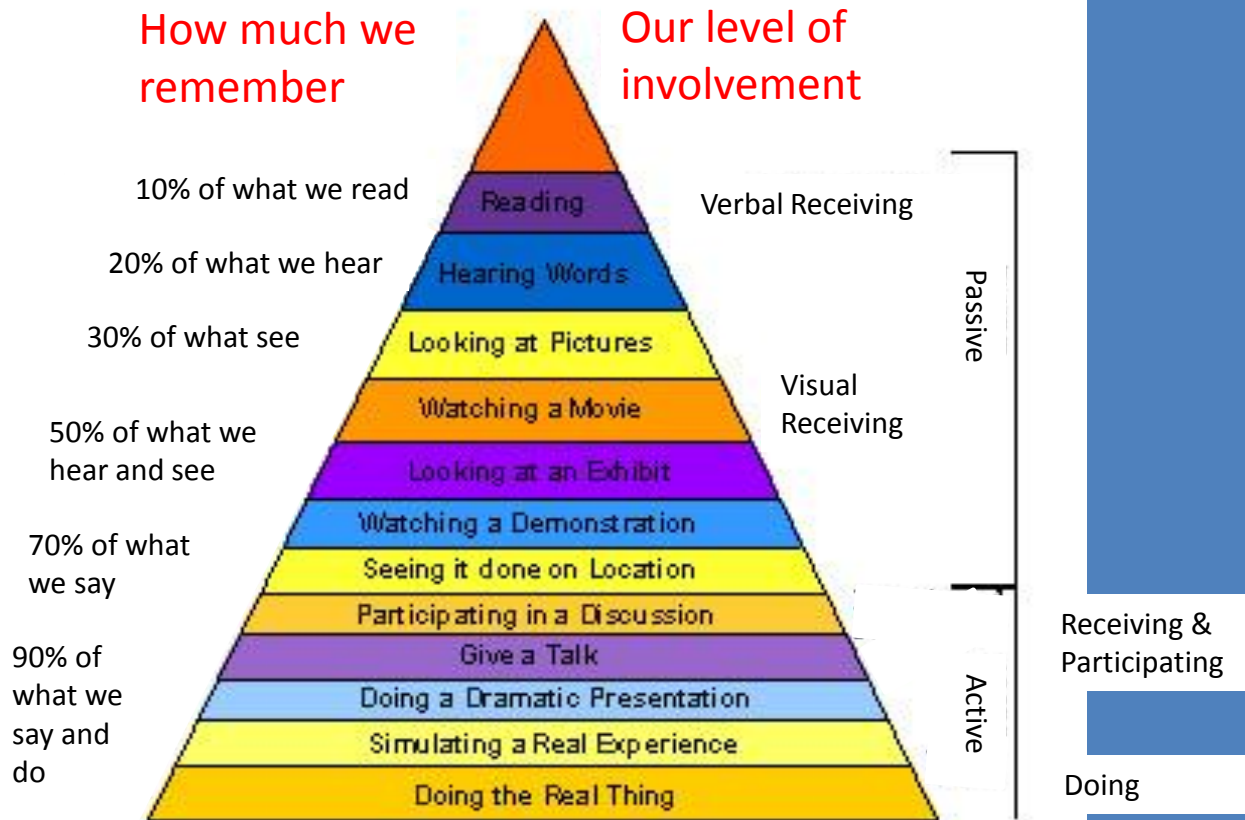 How much we
remember
Our level of
involvement
10% of what we read
20% of what we hear
30% of what see
50% of what we
hear and see
70% of what
we say
90% of
what we
say and
do
Reading
Hearing Words
Looking at Pictures
Watching a Movie
Looking at an Exhibit
Watching a Demonstration
Seeing it done on Location
Participating in a Discussion
Give a Talk
Doing a Dramatic Presentation
Simulating a Real Experience
Doing the Real Thing
Verbal Receiving
Visual
Receiving
Passive
Active
Receiving &
Participating
Doing